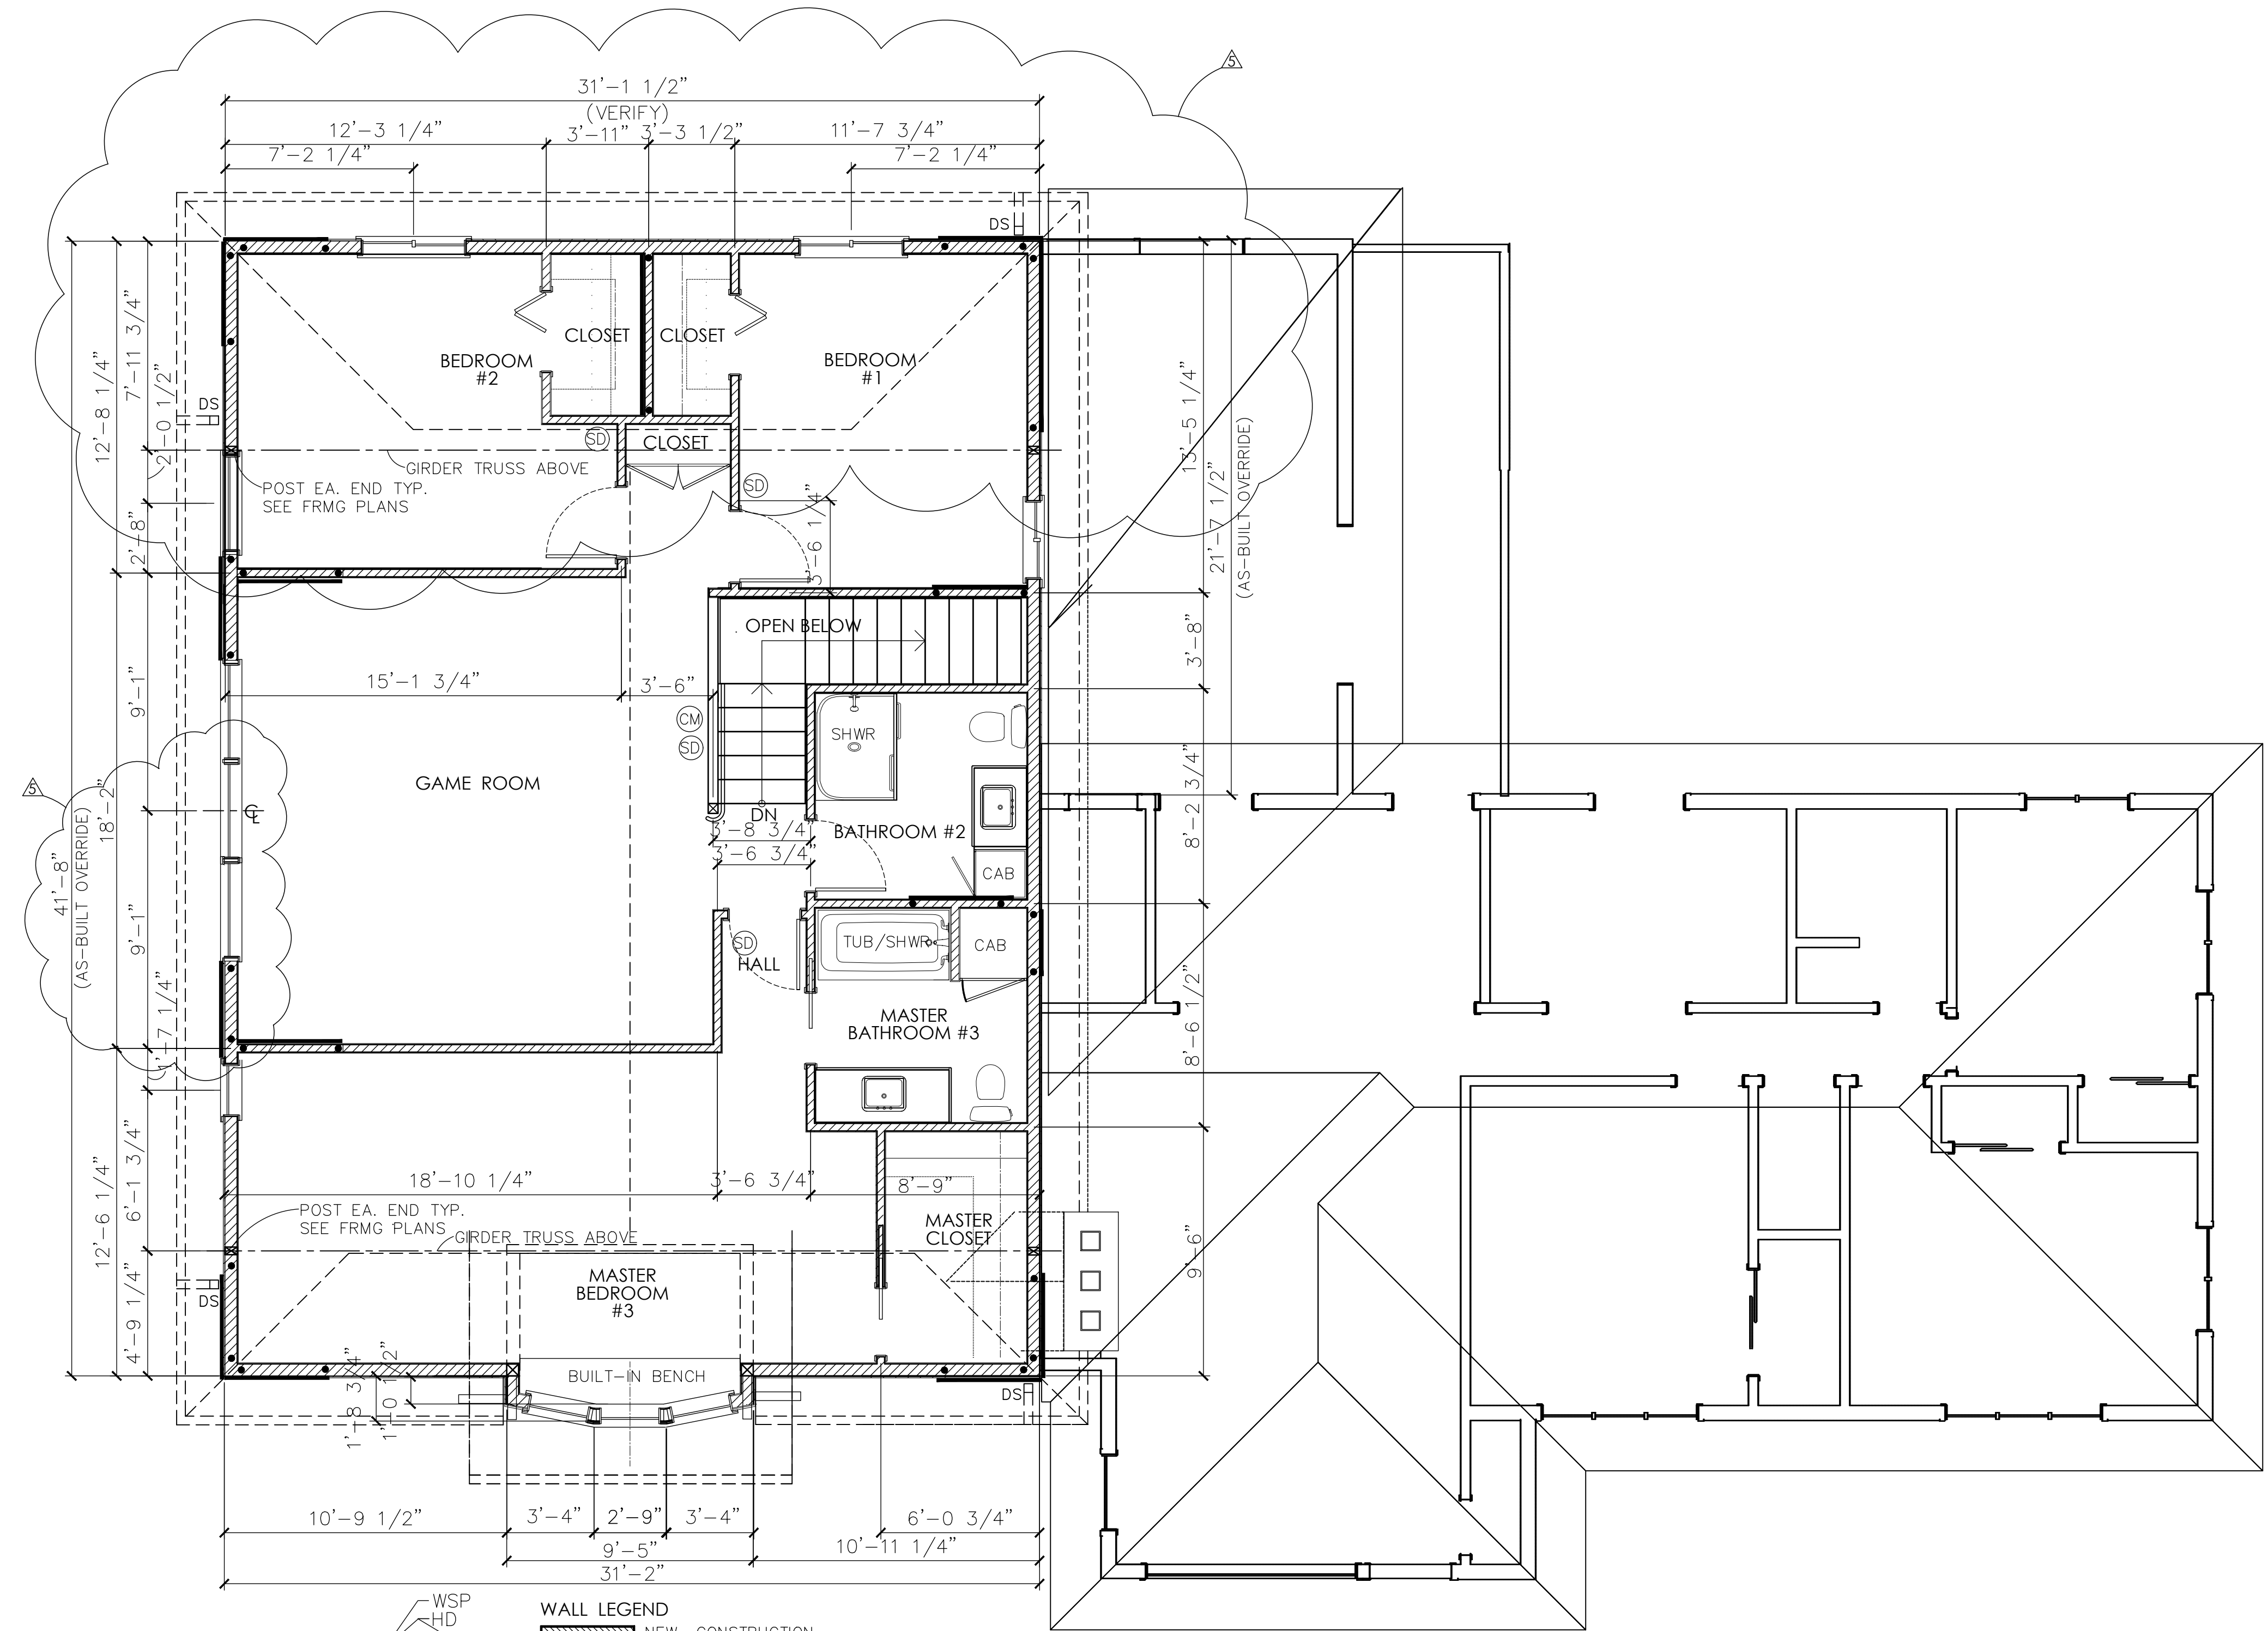 5
31'-1 1/2"
(VERIFY)
12'-3 1/4"
3'-11"
3'-3 1/2"
11'-7 3/4"
7'-2 1/4"
7'-2 1/4"
DS
CLOSET
CLOSET
BEDROOM
#2
BEDROOM
#1
7'-11 3/4"
12'-8 1/4"
2'-0 1/2"
2'-8"
DS
SD
CLOSET
GIRDER TRUSS ABOVE
POST EA. END TYP.
SEE FRMG PLANS
SD
3'-6 1/4"
13'-5 1/4"
21'-7 1/2"
(AS-BUILT OVERRIDE)
OPEN BELOW
3'-8"
15'-1 3/4"
3'-6"
9'-1"
CM
SD
SHWR
GAME ROOM
5
℄
18'-2"
41'-8"
(AS-BUILT OVERRIDE)
DN
3'-8 3/4"
BATHROOM #2
3'-6 3/4"
8'-2 3/4"
CAB
9'-1"
SD
HALL
TUB/SHWR
CAB
1'-7 1/4"
MASTER
BATHROOM #3
8'-6 1/2"
18'-10 1/4"
3'-6 3/4"
8'-9"
6'-1 3/4"
12'-6 1/4"
POST EA. END TYP.
SEE FRMG PLANS
GIRDER TRUSS ABOVE
MASTER
CLOSET
9'-6"
MASTER
BEDROOM
#3
DS
4'-9 1/4"
1'-8 3/4"
1'-0 1/2"
BUILT-IN BENCH
DS
10'-9 1/2"
3'-4"
2'-9"
3'-4"
6'-0 3/4"
9'-5"
10'-11 1/4"
31'-2"
WSP
HD
WALL LEGEND
NEW CONSTRUCTION